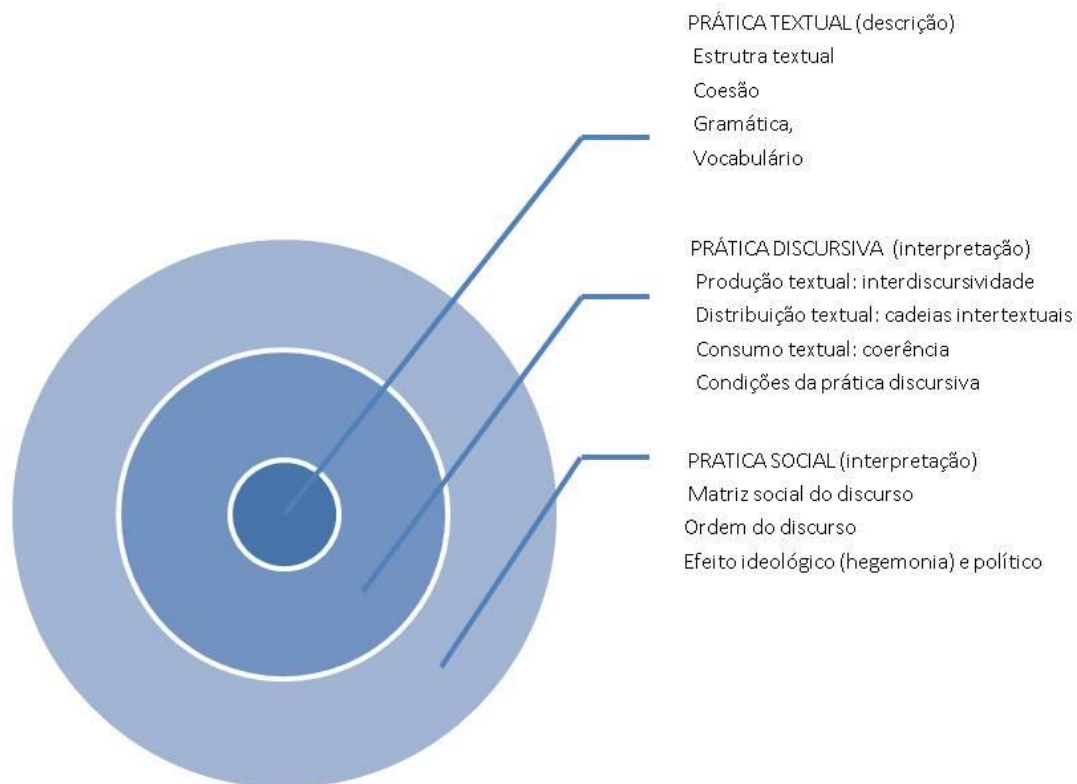 PRÁTICA TEXTUAL (descrição)
Estrutra textual
Coesão
Gramática,
Vocabulário
PRÁTICA DISCURSIVA (interpretação)
Produção textual: interdiscursividade
Distribuição textual: cadeias intertextuais
Consumo textual: coerência
Condições da prática discursiva
PRATICA SOCIAL (interpretação)
Matriz social do discurso
Ordem do discurso
Efeito ideológico (hegemonia) e político